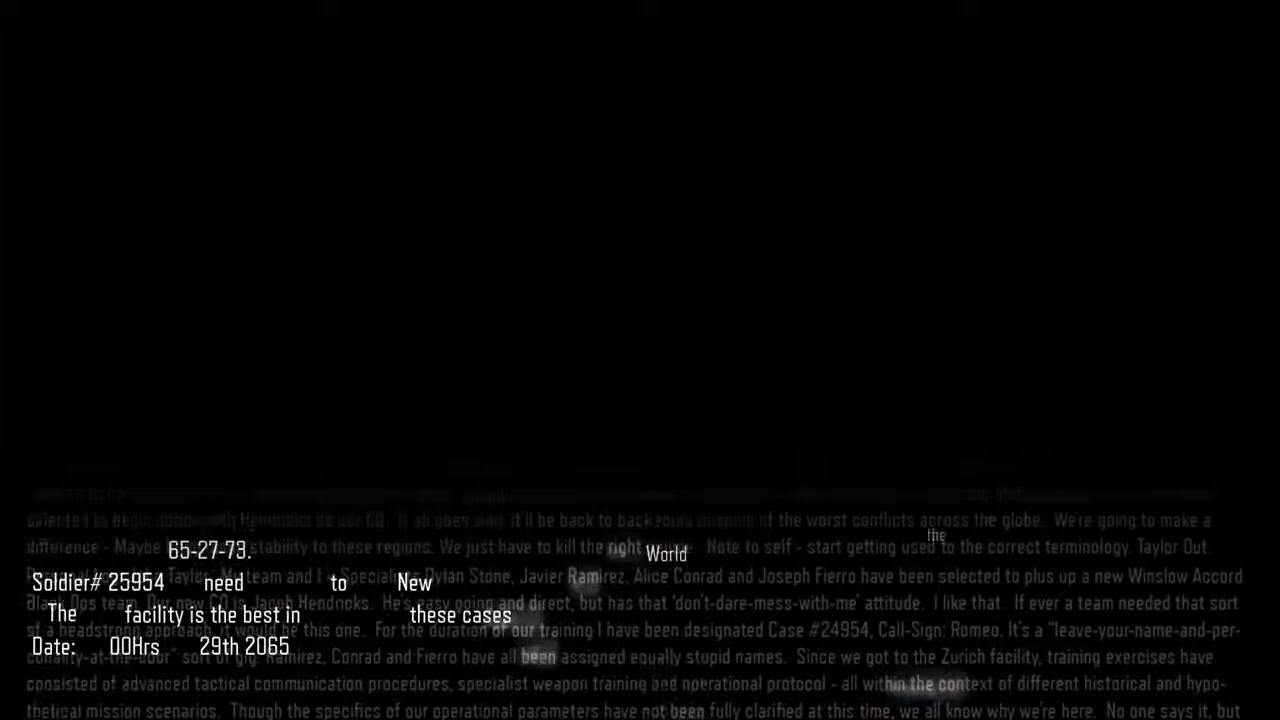 it'll be back to back of the worst conflicts across the globe. We're going to make a
the
difference - Maybe stability to these regions. We just have to kill the right Note to self - start getting used to the correct terminology. Taylor Out.
65-27-73.
World
Taylor. My team and I - Specialists Dylan Stone, Javier Ramirez, Alice Conrad and Joseph Fierro have been selected to plus up a new Winslow Accord
Soldier# 25954 need to New
Black Ops team. Our new CO is Jacob Hendricks. He's easy going and direct, but has that 'don't-dare-mess-with-me' attitude. I like that. If ever a team needed that sort
The facility is the best in these cases
of a headstrong approach, it would be this one. For the duration of our training I have been designated Case #24954, Call-Sign: Romeo. It's a "leave-your-name-and-per-
Date: 00Hrs 29th 2065
sonality-at-the-door" sort of gig. Ramirez, Conrad and Fierro have all been assigned equally stupid names. Since we got to the Zurich facility, training exercises have
consisted of advanced tactical communication procedures, specialist weapon training and operational protocol - all within the context of different historical and hypo-
thetical mission scenarios. Though the specifics of our operational parameters have not been fully clarified at this time, we all know why we're here. No one says it, but